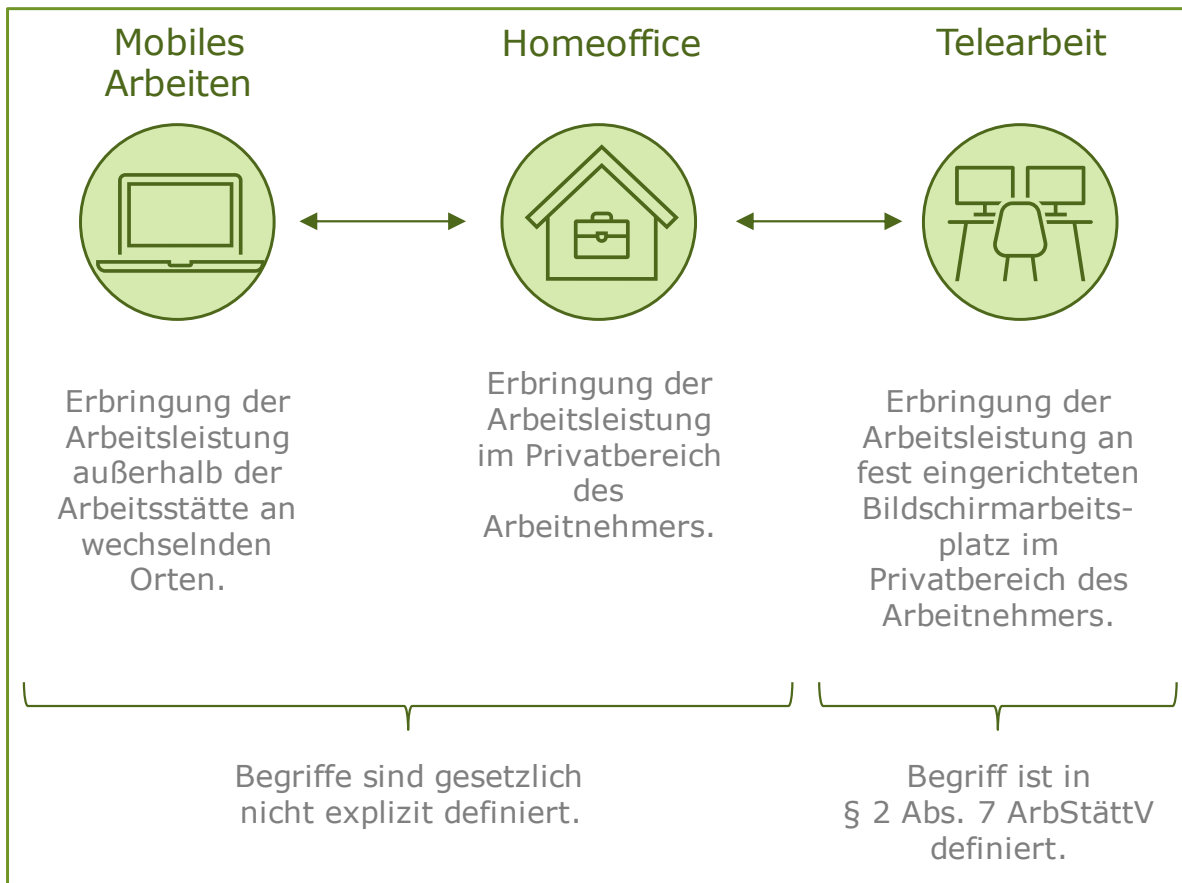 Mobiles
Arbeiten
Homeoffice
Telearbeit
Erbringung der
Arbeitsleistung
außerhalb der
Arbeitsstätte an
wechselnden
Orten.
Erbringung der
Arbeitsleistung
im Privatbereich
des
Arbeitnehmers.
Erbringung der
Arbeitsleistung an
fest eingerichteten
Bildschirmarbeits-
platz im
Privatbereich des
Arbeitnehmers.
Begriffe sind gesetzlich
nicht explizit definiert.
Begriff ist in
§ 2 Abs. 7 ArbStättV
definiert.